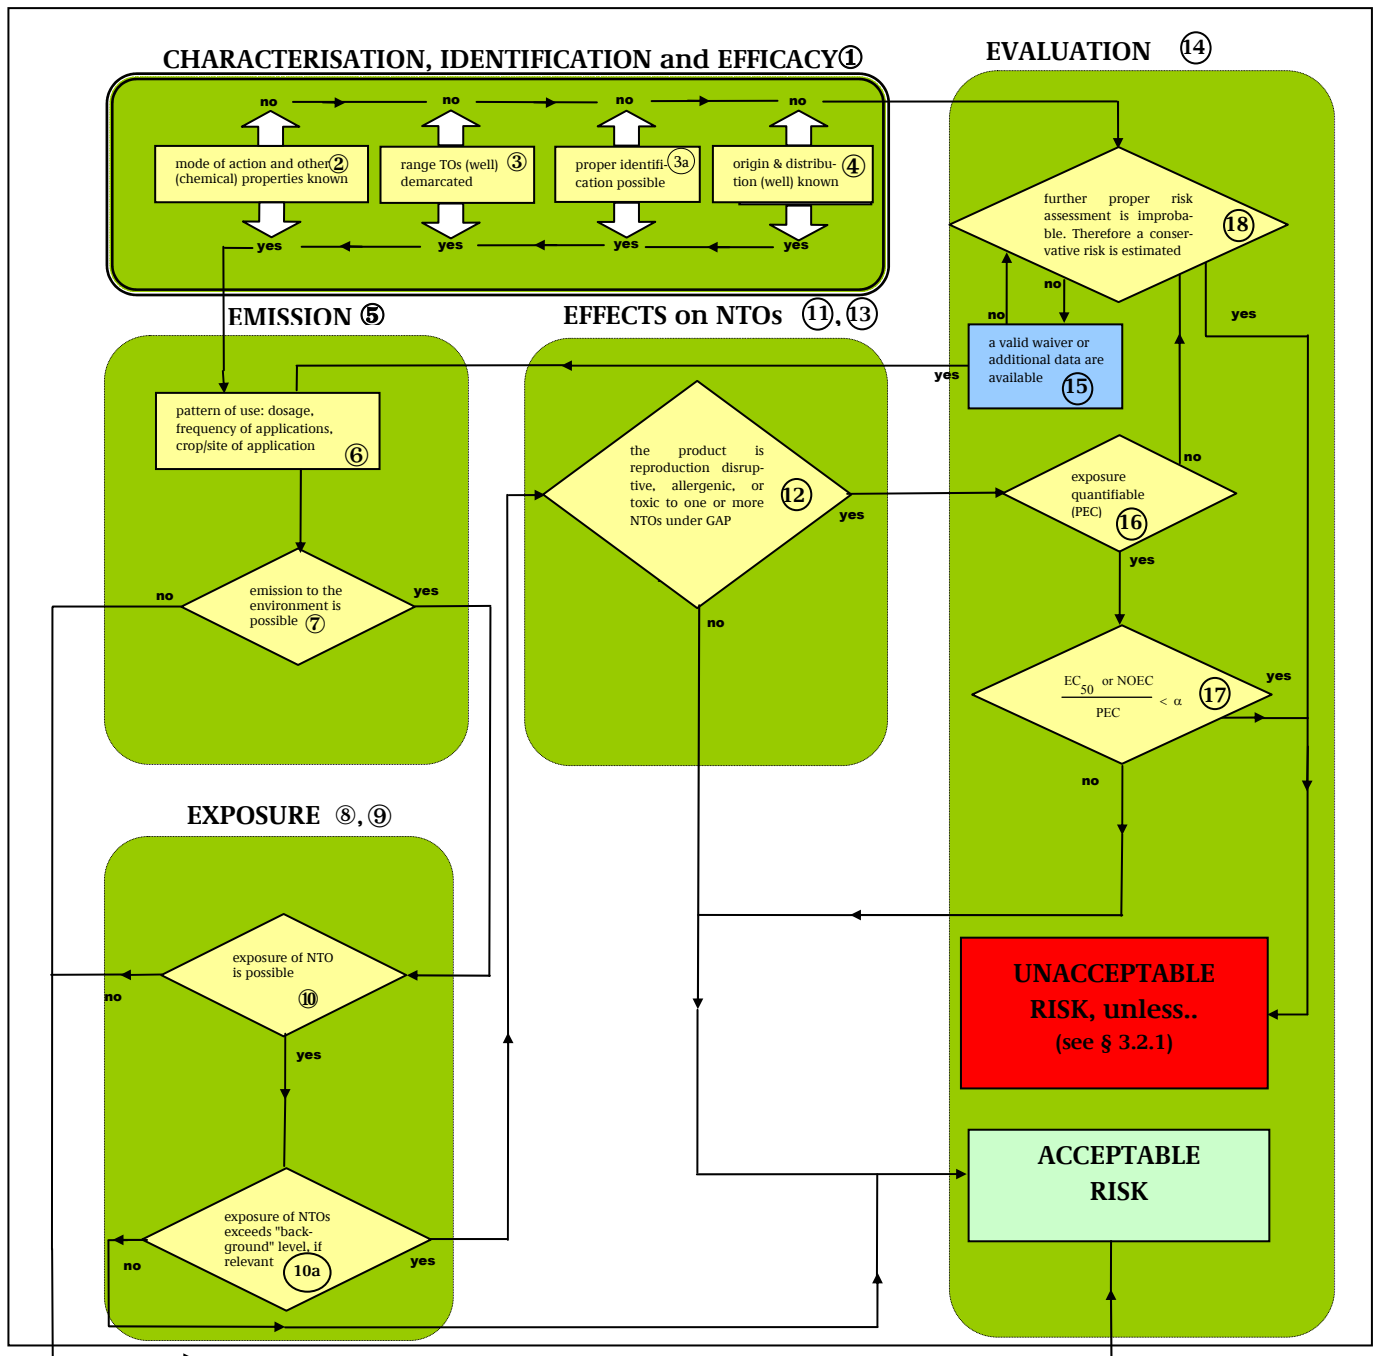 CHARACTERISATION, IDENTIFICATION and EFFICACY ①
EVALUATION ⑭
no
no
no
no
mode of action and other ②
(chemical) properties known
range TOs (well) ③
demarcated
proper identifi- 3a
cation possible
origin & distribu-
tion (well) known ④
yes
yes
yes
yes
further proper risk
assessment is improba-
ble. Therefore a conser-
vative risk is estimated
⑱
no
no
yes
EMISSION ⑤
EFFECTS on NTOs ⑪, ⑬
a valid waiver or
additional data are
available ⑮
yes
pattern of use: dosage,
frequency of applications,
crop/site of application ⑥
the product is
reproduction disrup-
tive, allergenic, or
toxic to one or more
NTOs under GAP
⑫
yes
no
exposure
quantifiable
(PEC) ⑯
no
yes
emission to the
environment is
possible ⑦
no
yes
EC50 or NOEC
PEC
< α ⑰
yes
no
EXPOSURE ⑧, ⑨
exposure of NTO
is possible
⑩
no
yes
UNACCEPTABLE
RISK, unless..
(see § 3.2.1)
ACCEPTABLE
RISK
exposure of NTOs
exceeds "back-
ground" level, if
relevant 10a
no
yes